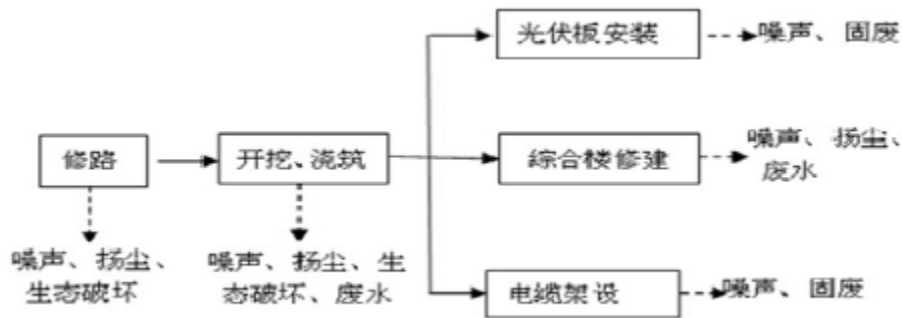 光伏板安装
噪声、固废
修路
开挖、浇筑
综合楼修建
噪声、扬尘、
废水
噪声、扬尘、
生态破坏
噪声、扬尘、生
态破坏、废水
电缆架设
噪声、固废